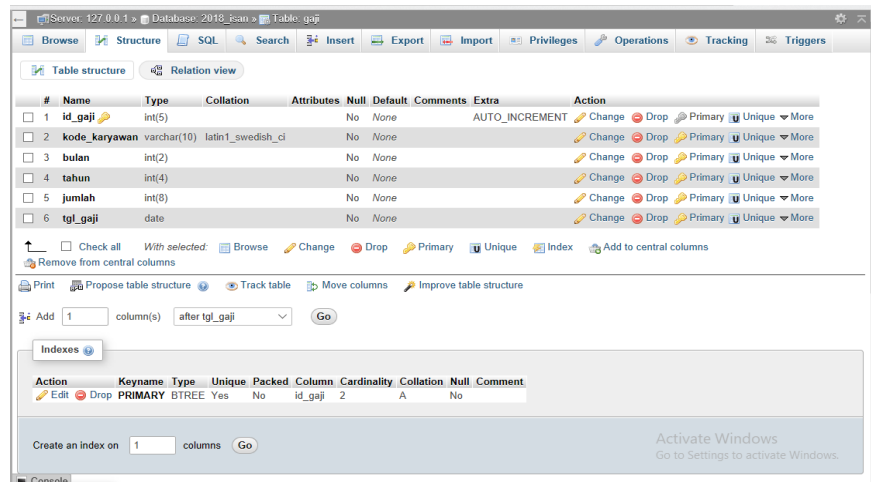 Server: 127.0.0.1 » Database: 2018_isan » Table: gaji
Browse Structure SQL Search Insert Export Import Privileges Operations Tracking Triggers
Table structure Relation view
# Name Type Collation Attributes Null Default Comments Extra Action
1 id_gaji int(5) No None AUTO_INCREMENT Change Drop Primary Unique More
2 kode_karyawan varchar(10) latin1_swedish_ci No None Change Drop Primary Unique More
3 bulan int(2) No None Change Drop Primary Unique More
4 tahun int(4) No None Change Drop Primary Unique More
5 jumlah int(8) No None Change Drop Primary Unique More
6 tgl_gaji date No None Change Drop Primary Unique More
Check all With selected: Browse Change Drop Primary Unique Index Add to central columns
Remove from central columns
Print Propose table structure Track table Move columns Improve table structure
Add 1 column(s) after tgl_gaji Go
Indexes
Action Keyname Type Unique Packed Column Cardinality Collation Null Comment
Edit Drop PRIMARY BTREE Yes No id_gaji 2 A No
Create an index on 1 columns Go
Activate Windows
Go to Settings to activate Windows.
Console